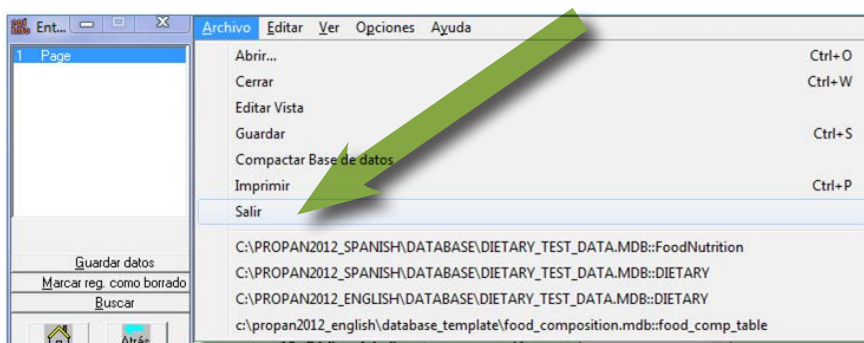 Ent...
Archivo Editar Ver Opciones Ayuda
1 Page
Abrir... Ctrl+O
Cerrar Ctrl+W
Editar Vista
Guardar Ctrl+S
Compactar Base de datos
Imprimir Ctrl+P
Salir
C:\PROPAN2012_SPANISH\DATABASE\DIETARY_TEST_DATA.MDB::FoodNutrition
C:\PROPAN2012_SPANISH\DATABASE\DIETARY_TEST_DATA.MDB::DIETARY
C:\PROPAN2012_ENGLISH\DATABASE\DIETARY_TEST_DATA.MDB::DIETARY
c:\propan2012_english\database_template\food_composition.mdb::food_comp_table
Guardar datos
Marcar reg. como borrado
Buscar
Atrás